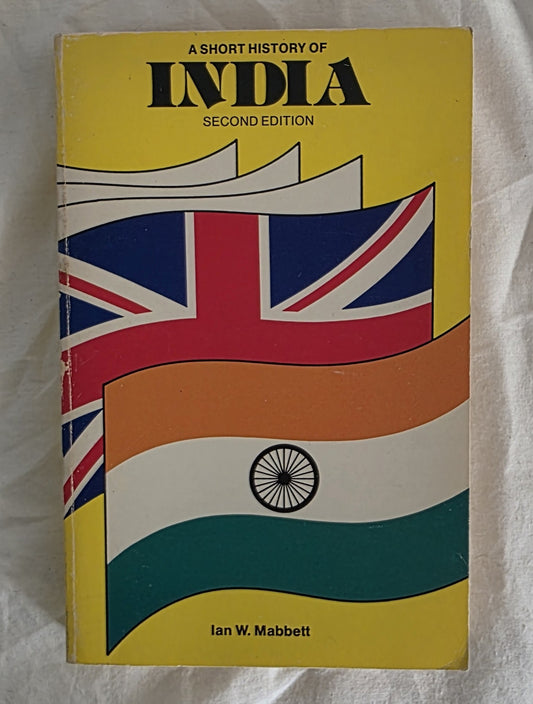 A SHORT HISTORY OF
INDIA
SECOND EDITION
Ian W. Mabbett